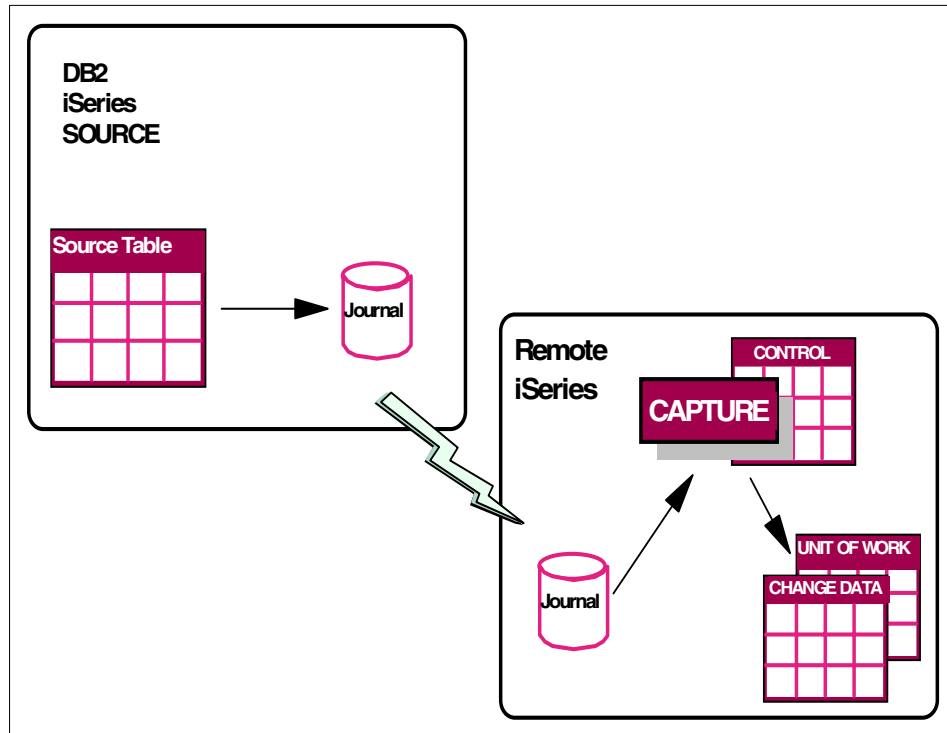 DB2
iSeries
SOURCE
Source Table
Journal
Remote
iSeries
CONTROL
CAPTURE
UNIT OF WORK
CHANGE DATA
Journal